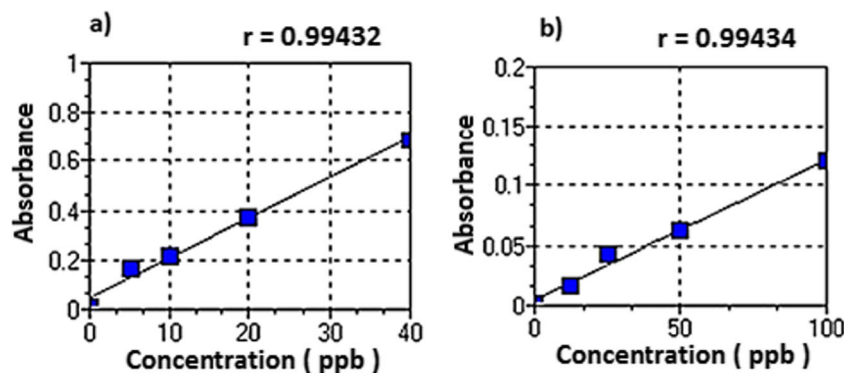 a)
r = 0.99432
1
0.8
0.6
0.4
0.2
0
Absorbance
0 10 20 30 40
Concentration ( ppb )
b)
r = 0.99434
0.2
0.15
0.1
0.05
0
Absorbance
0 50 100
Concentration ( ppb )